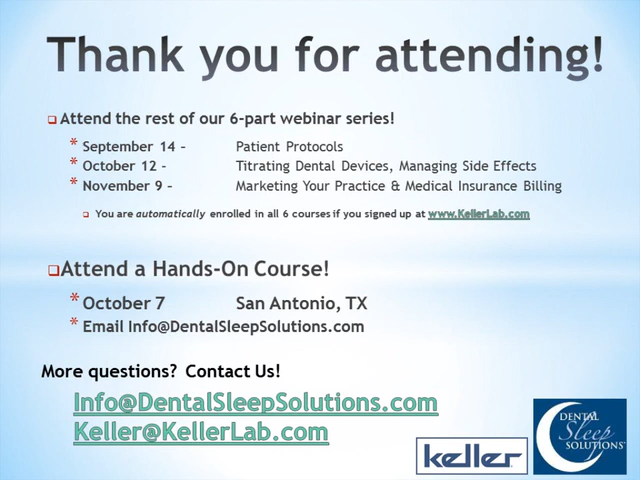 Thank you for attending!
Attend the rest of our 6-part webinar series!
* September 14 – Patient Protocols
* October 12 – Titrating Dental Devices, Managing Side Effects
* November 9 – Marketing Your Practice & Medical Insurance Billing
You are automatically enrolled in all 6 courses if you signed up at www.KellerLab.com
Attend a Hands-On Course!
* October 7 San Antonio, TX
* Email Info@DentalSleepSolutions.com
More questions? Contact Us!
Info@DentalSleepSolutions.com
Keller@KellerLab.com
keller
DENTAL
Sleep
SOLUTIONS